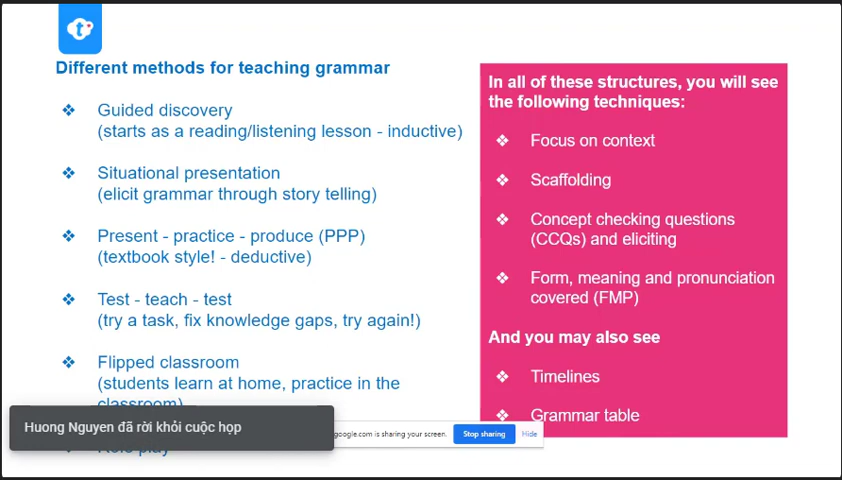 Different methods for teaching grammar
❖ Guided discovery
(starts as a reading/listening lesson - inductive)
❖ Situational presentation
(elicit grammar through story telling)
❖ Present - practice - produce (PPP)
(textbook style! - deductive)
❖ Test - teach - test
(try a task, fix knowledge gaps, try again!)
❖ Flipped classroom
(students learn at home, practice in the
classroom)
Role play
In all of these structures, you will see
the following techniques:
❖ Focus on context
❖ Scaffolding
❖ Concept checking questions
(CCQs) and eliciting
❖ Form, meaning and pronunciation
covered (FMP)
And you may also see
❖ Timelines
❖ Grammar table
Huong Nguyen đã rời khỏi cuộc họp
google.com is sharing your screen. Stop sharing Hide